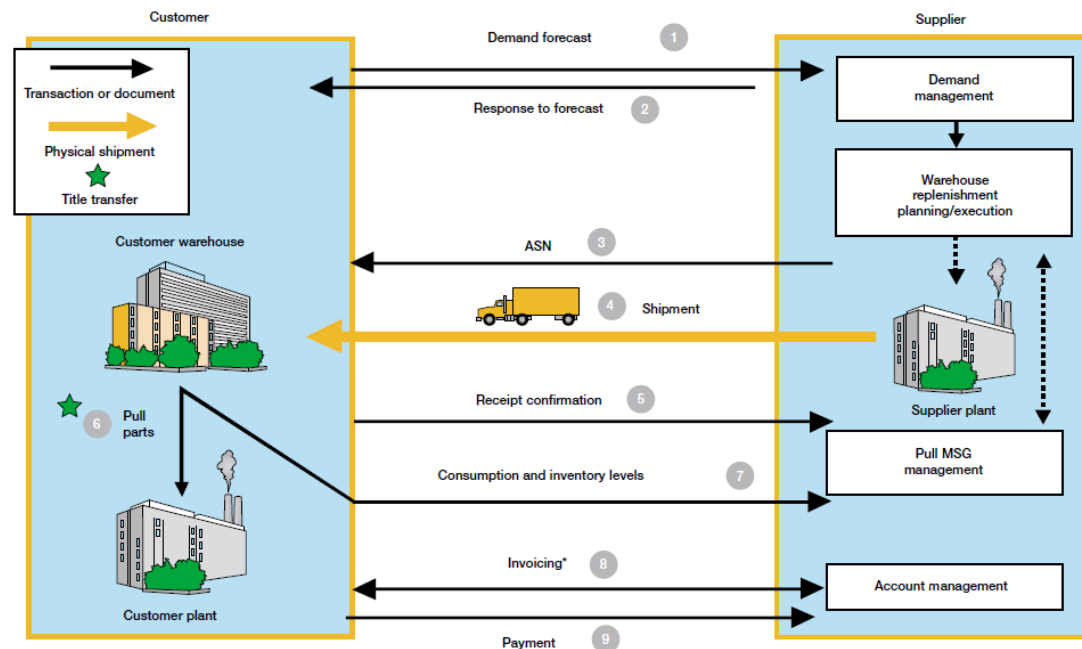 Customer
Supplier
Demand forecast 1
Transaction or document
Physical shipment
Title transfer
Response to forecast 2
Demand
management
Warehouse
replenishment
planning/execution
Customer warehouse
ASN 3
4 Shipment
Supplier plant
6 Pull
parts
Receipt confirmation 5
Pull MSG
management
Consumption and inventory levels 7
Customer plant
Invoicing* 8
Account management
Payment 9